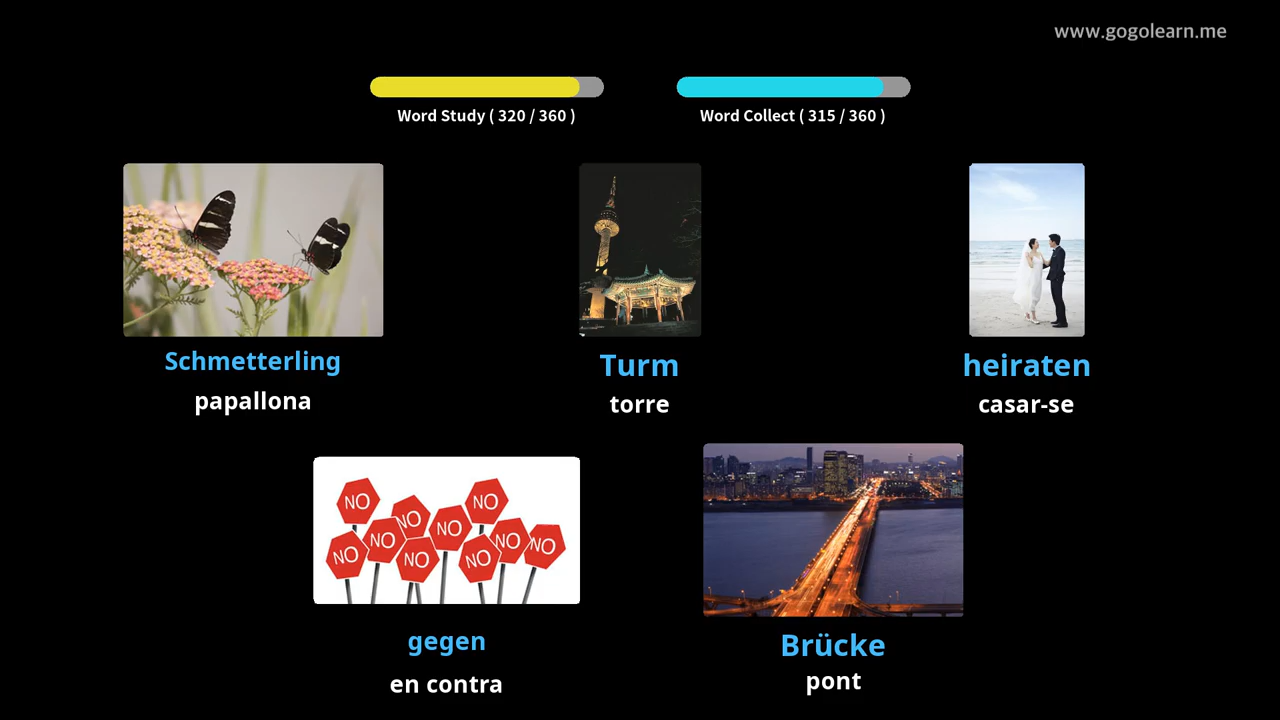 www.gogolearn.me
Word Study ( 320 / 360 )
Word Collect ( 315 / 360 )
Schmetterling
papallona
Turm
torre
heiraten
casar-se
NO
NO
NO
NO
NO
NO
NO
NO
NO
NO
gegen
en contra
Brücke
pont